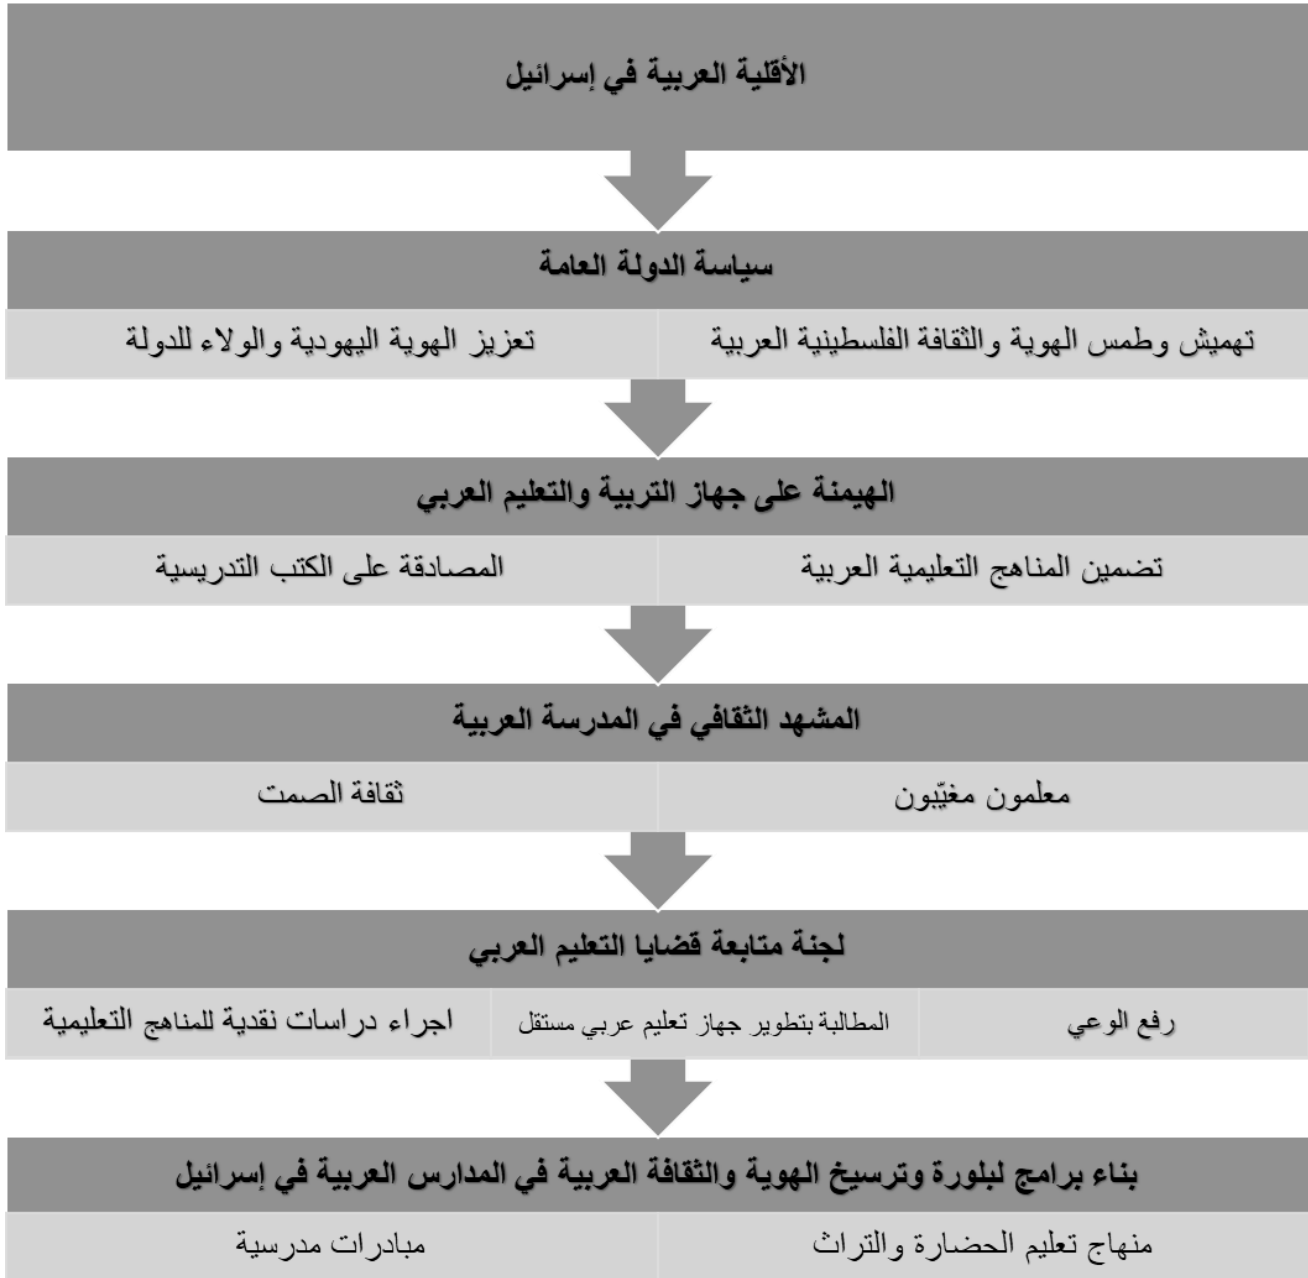 الأقلية العربية في إسرائيل
سياسة الدولة العامة
تهميش وطمس الهوية والثقافة الفلسطينية العربية
تعزيز الهوية اليهودية والولاء للدولة
الهيمنة على جهاز التربية والتعليم العربي
تضمين المناهج التعليمية العربية
المصادقة على الكتب التدريسية
المشهد الثقافي في المدرسة العربية
معلمون مغيّبون
ثقافة الصمت
لجنة متابعة قضايا التعليم العربي
رفع الوعي
المطالبة بتطوير جهاز تعليم عربي مستقل
اجراء دراسات نقدية للمناهج التعليمية
بناء برامج لبلورة وترسيخ الهوية والثقافة العربية في المدارس العربية في إسرائيل
منهاج تعليم الحضارة والتراث
مبادرات مدرسية